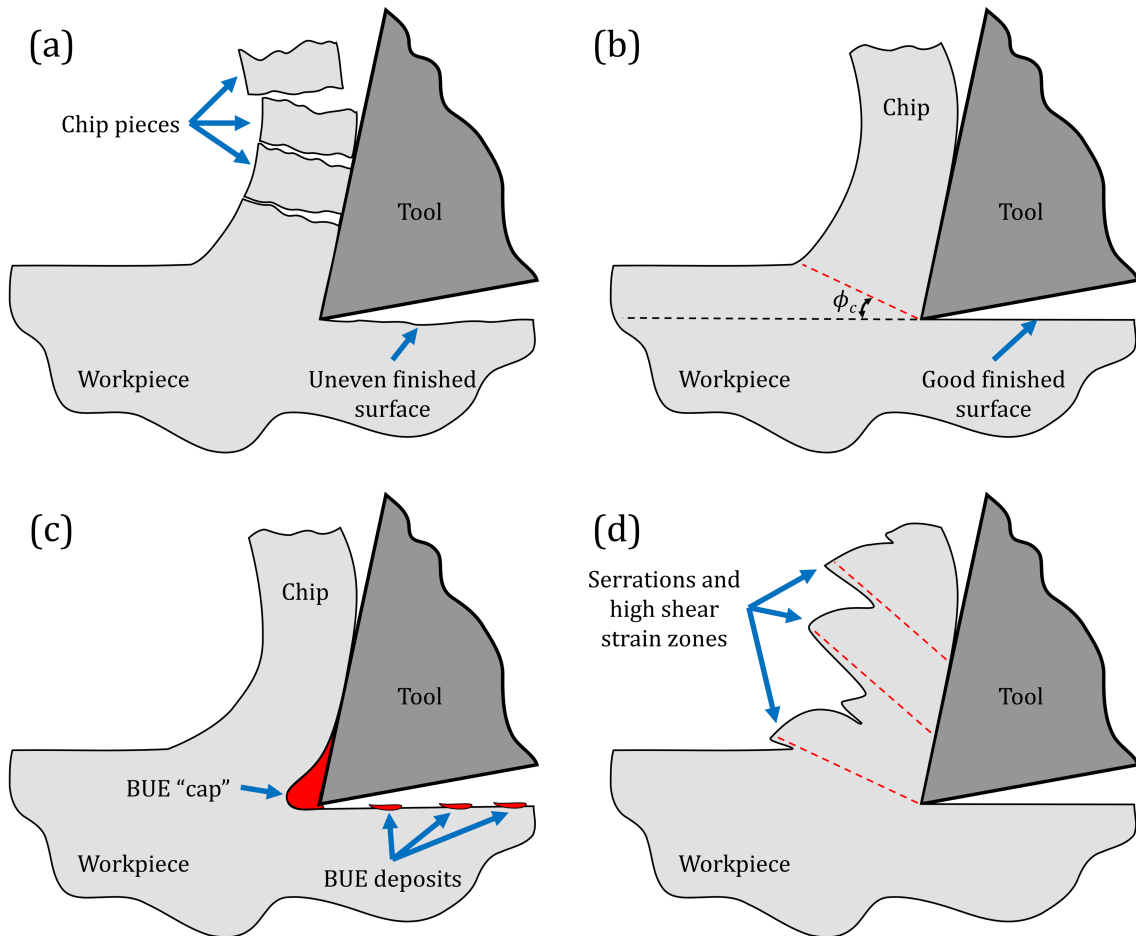 (a)
Chip pieces
Tool
Workpiece
Uneven finished
surface
(b)
Chip
Tool
ϕc
Workpiece
Good finished
surface
(c)
Chip
Tool
BUE “cap”
Workpiece
BUE deposits
(d)
Serrations and
high shear
strain zones
Tool
Workpiece